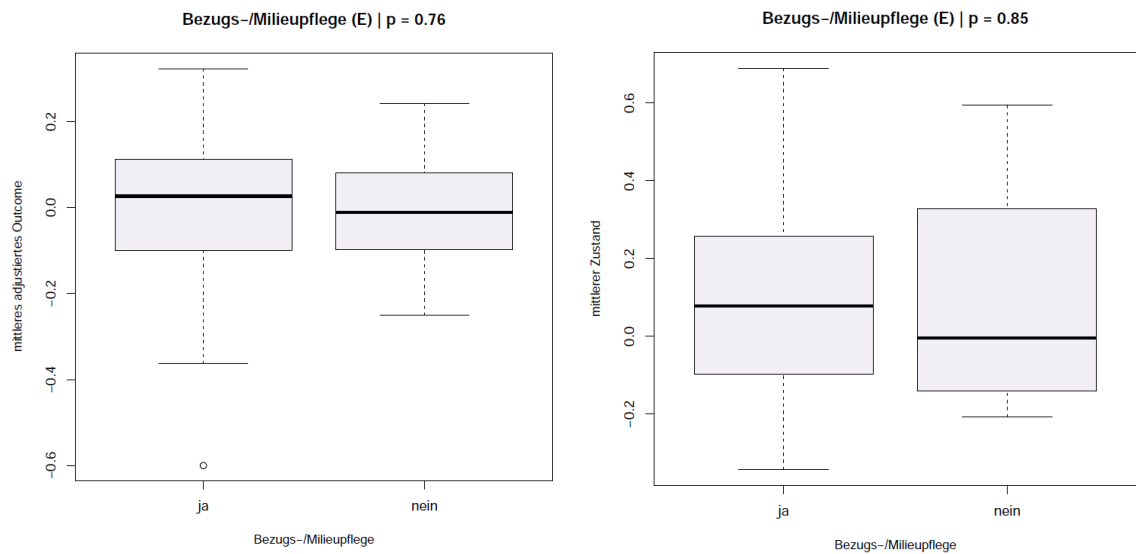 Bezugs−/Milieupflege (E) | p = 0.76
mittleres adjustiertes Outcome
0.2
0.0
−0.2
−0.4
−0.6
ja
nein
Bezugs−/Milieupflege
Bezugs−/Milieupflege (E) | p = 0.85
mittlerer Zustand
0.6
0.4
0.2
0.0
−0.2
ja
nein
Bezugs−/Milieupflege